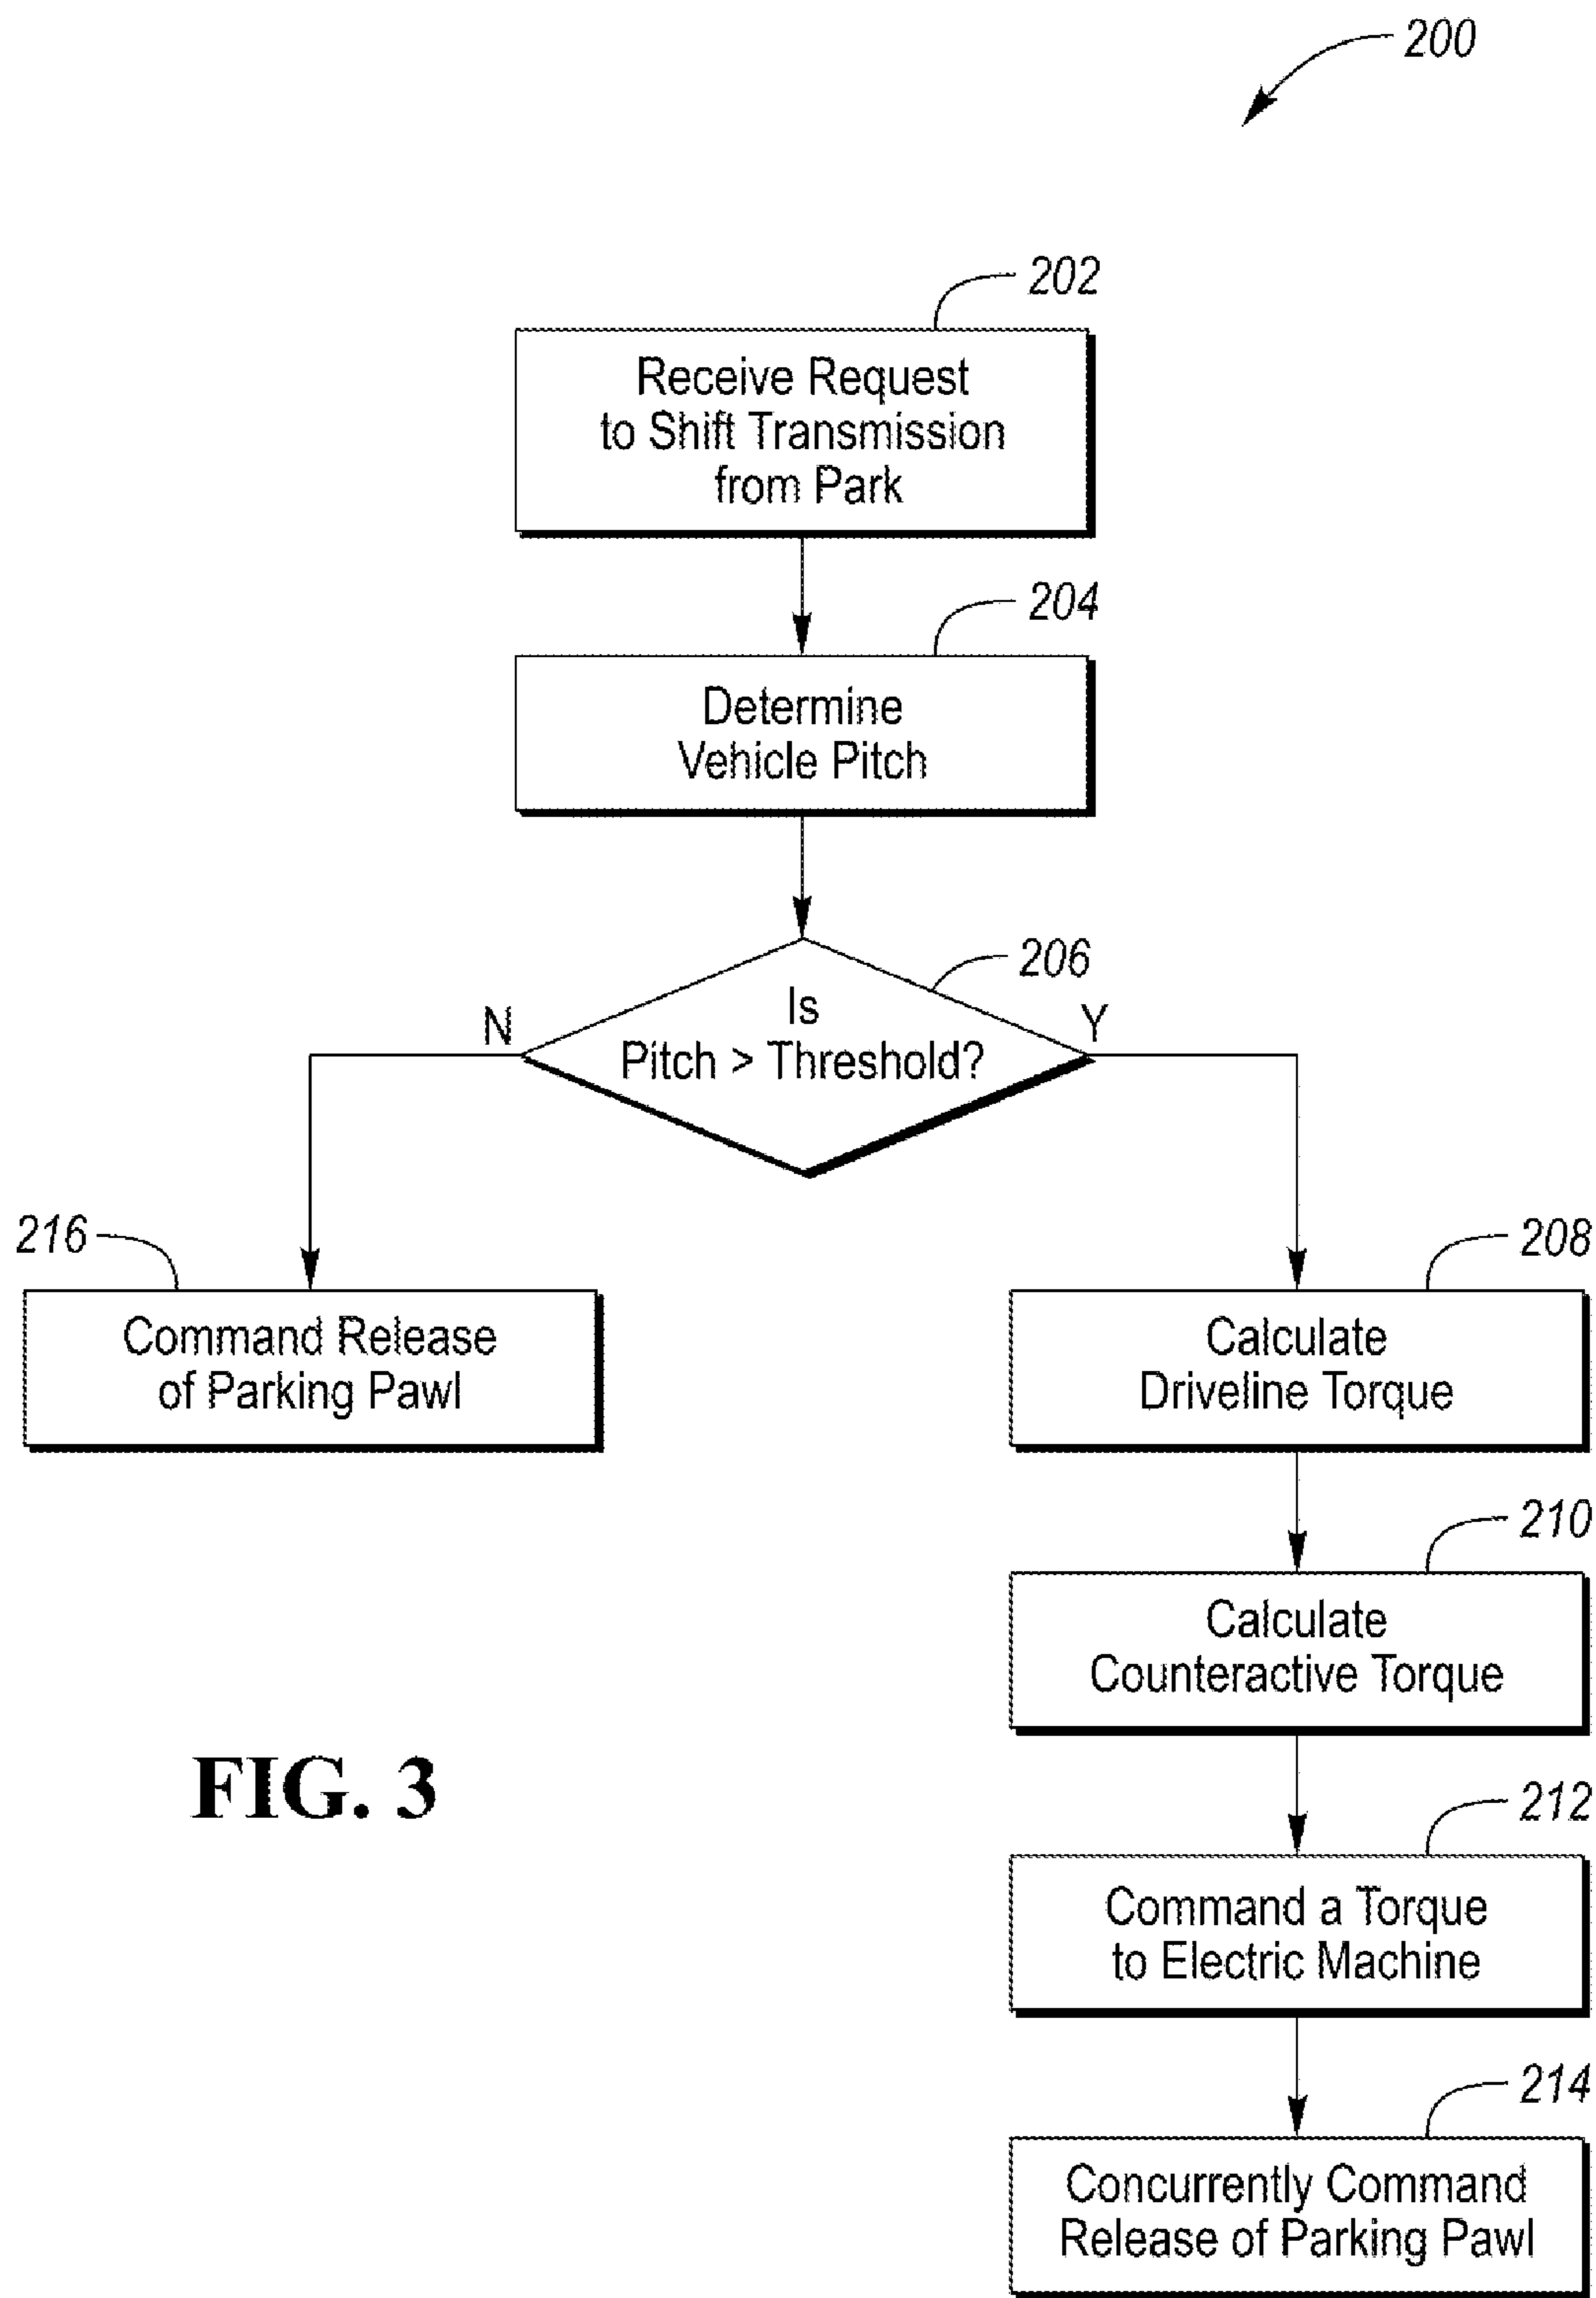 200
202
Receive Request
to Shift Transmission
from Park
204
Determine
Vehicle Pitch
206
N
Is
Y
Pitch > Threshold?
216
Command Release
of Parking Pawl
208
Calculate
Driveline Torque
210
Calculate
Counteractive Torque
FIG. 3
212
Command a Torque
to Electric Machine
214
Concurrently Command
Release of Parking Pawl